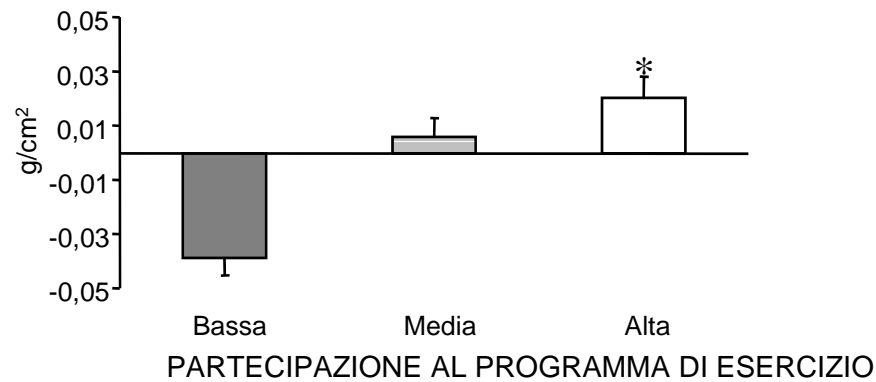 0,05
0,03
0,01
-0,01
-0,03
-0,05
g/cm²
*
Bassa Media Alta
PARTECIPAZIONE AL PROGRAMMA DI ESERCIZIO